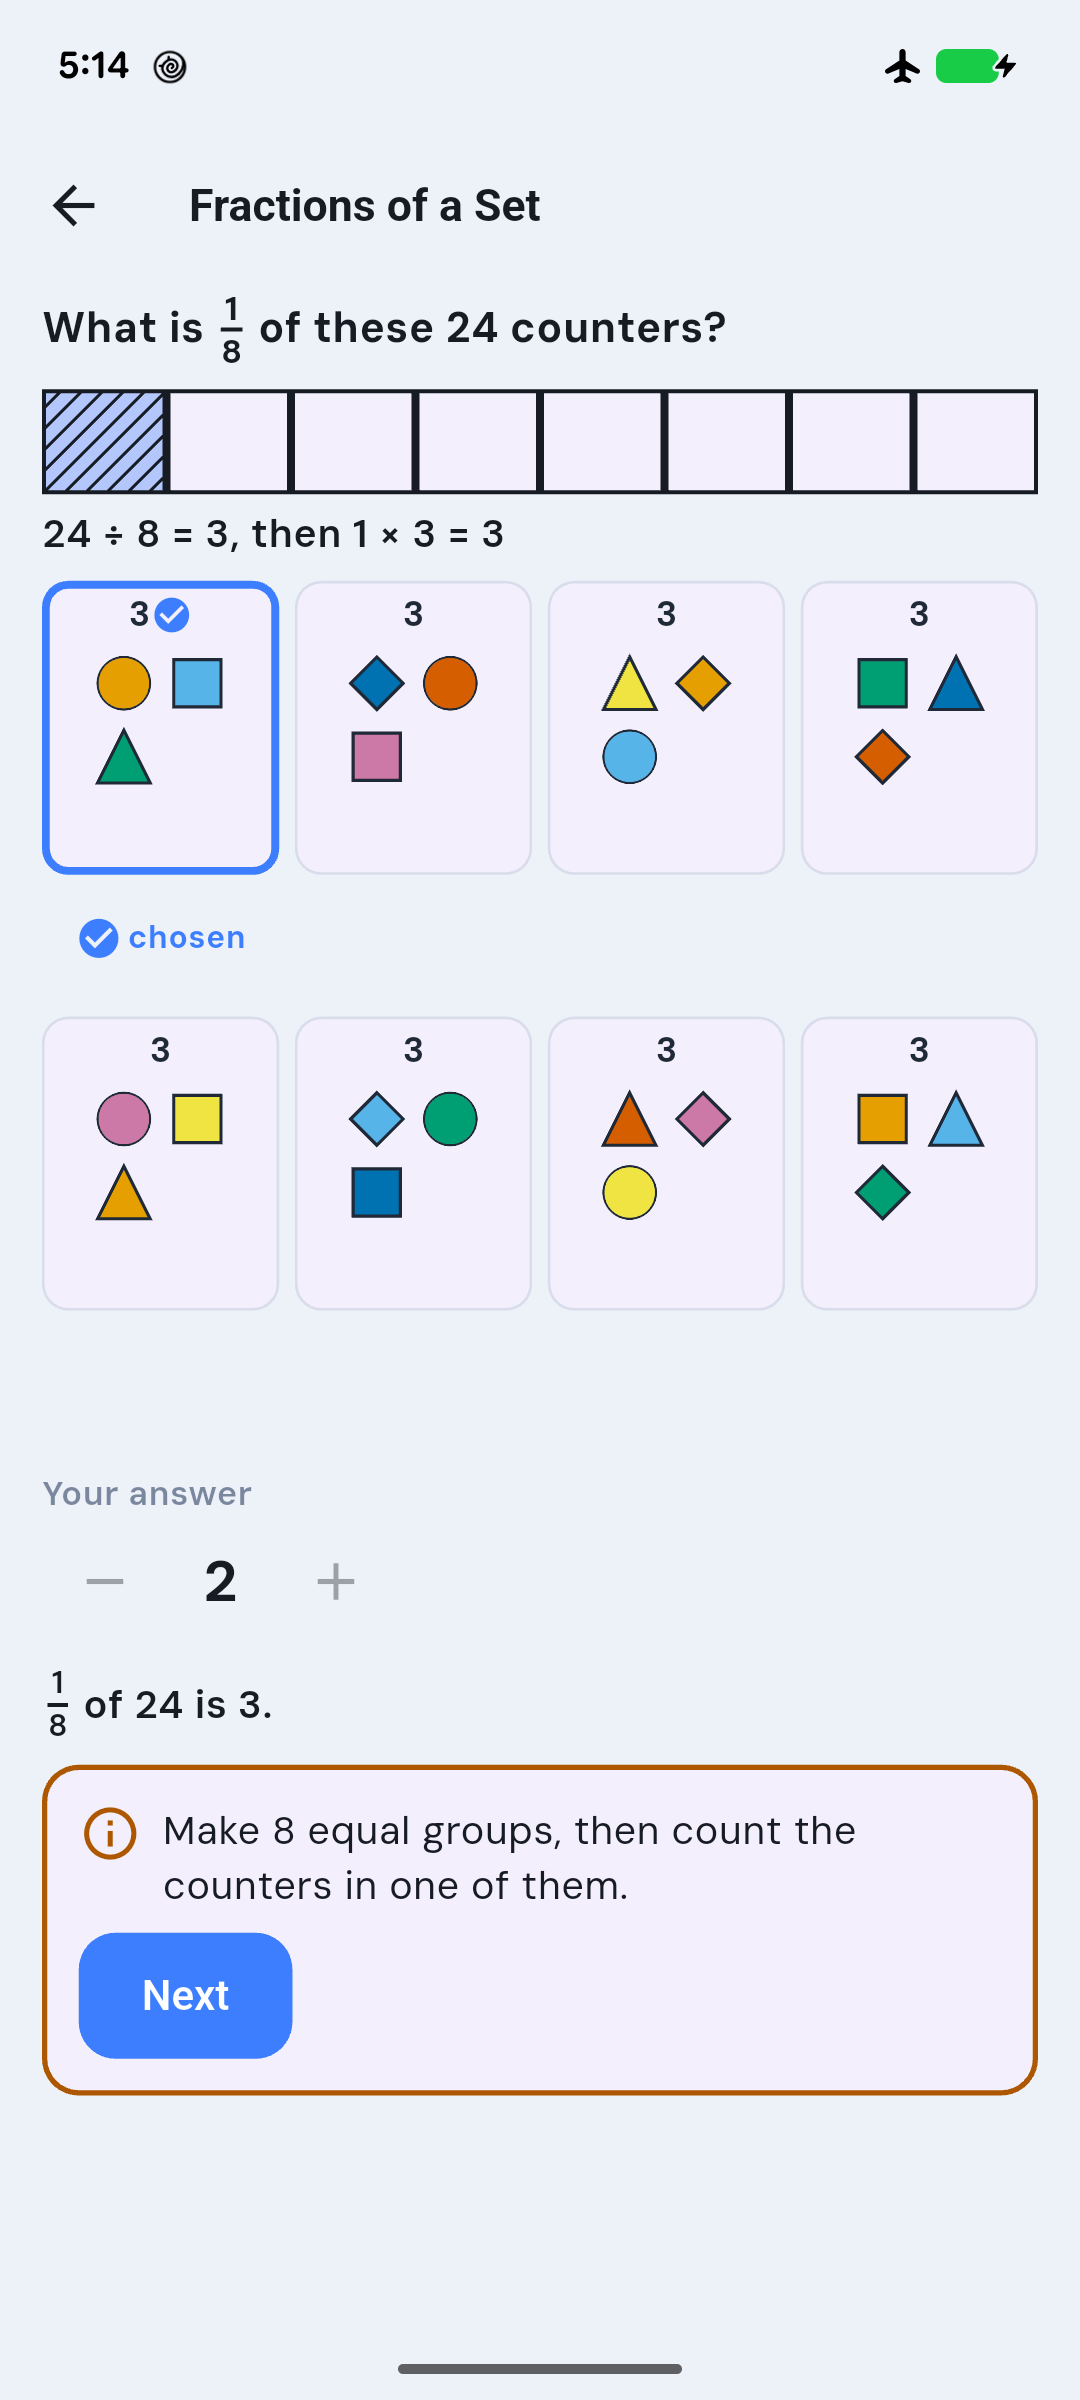 5:14
Fractions of a Set
What is 1/8 of these 24 counters?
24 ÷ 8 = 3, then 1 × 3 = 3
3 3 3 3
chosen
3 3 3 3
Your answer
− 2 +
1/8 of 24 is 3.
Make 8 equal groups, then count the
counters in one of them.
Next